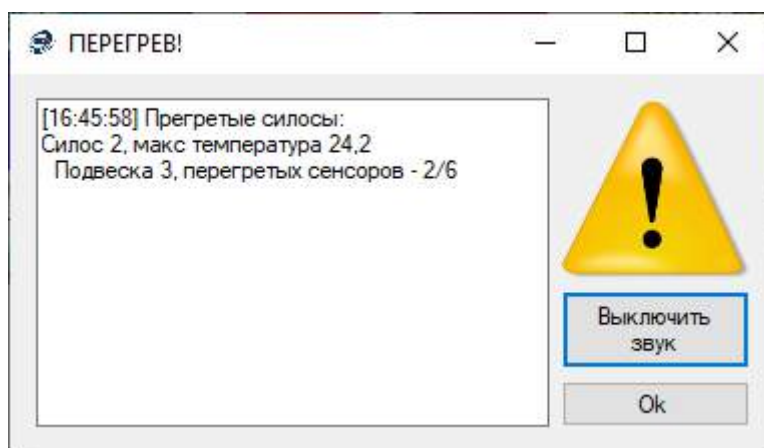 ПЕРЕГРЕВ!
[16:45:58] Прегретые силосы:
Силос 2, макс температура 24,2
Подвеска 3, перегретых сенсоров - 2/6
Выключить
звук
Ok